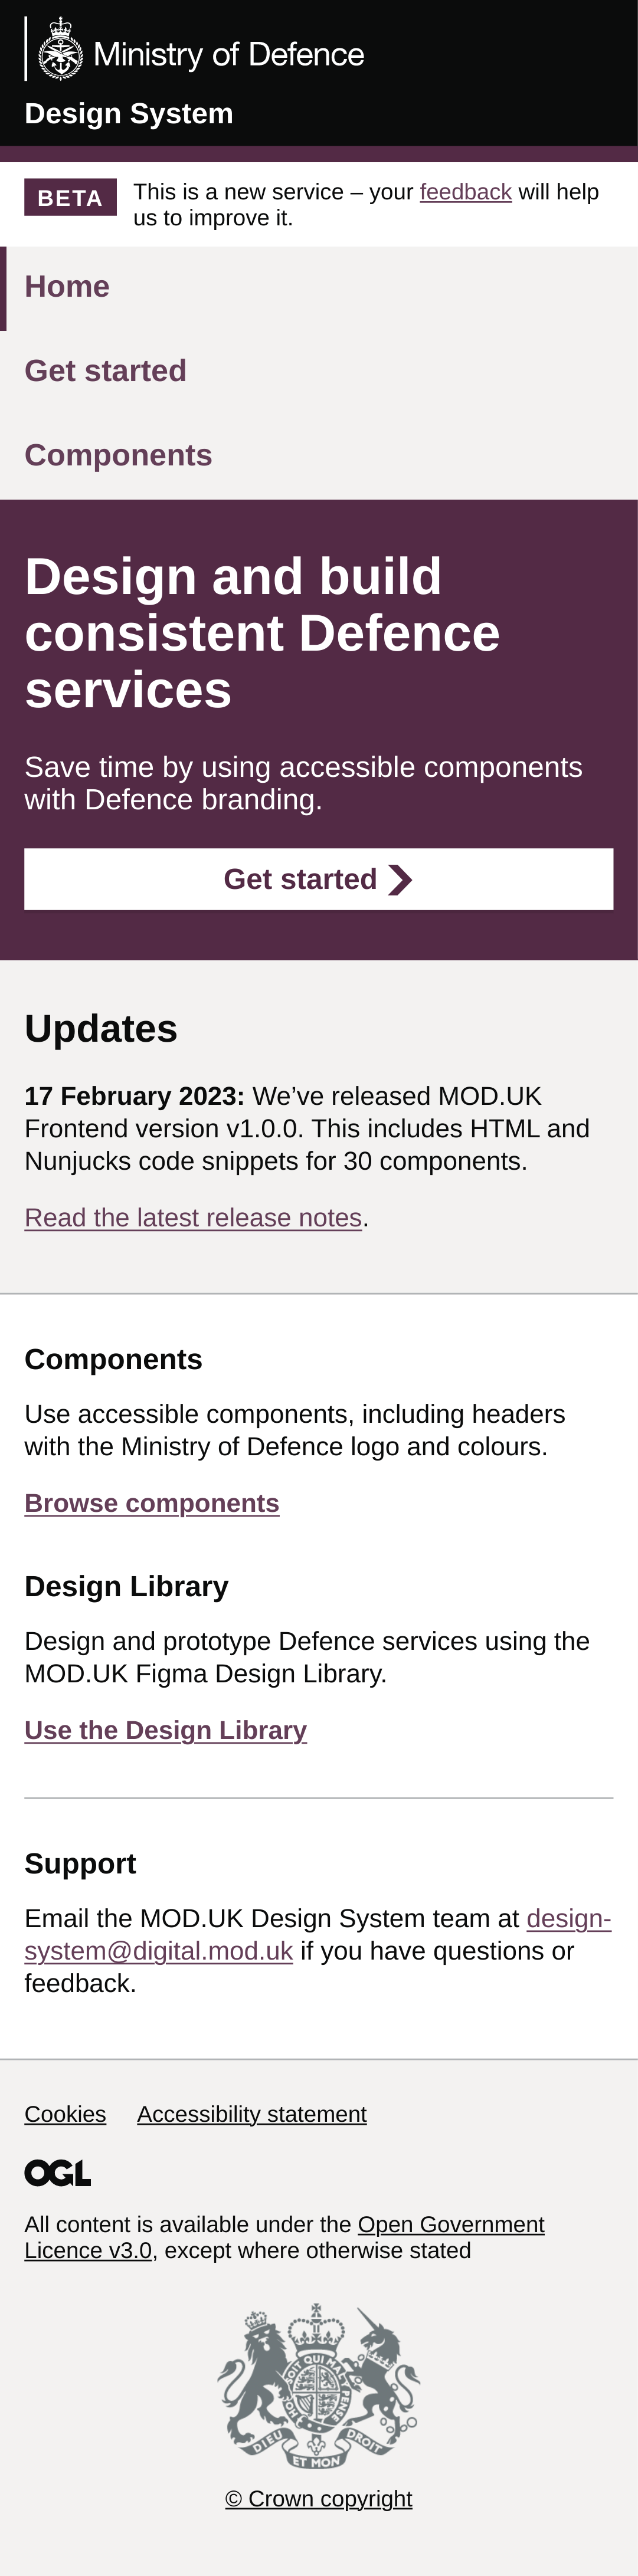 Ministry of Defence
Design System
BETA
This is a new service – your feedback will help
us to improve it.
Home
Get started
Components
Design and build
consistent Defence
services
Save time by using accessible components
with Defence branding.
Get started
Updates
17 February 2023: We’ve released MOD.UK
Frontend version v1.0.0. This includes HTML and
Nunjucks code snippets for 30 components.
Read the latest release notes.
Components
Use accessible components, including headers
with the Ministry of Defence logo and colours.
Browse components
Design Library
Design and prototype Defence services using the
MOD.UK Figma Design Library.
Use the Design Library
Support
Email the MOD.UK Design System team at design-
system@digital.mod.uk if you have questions or
feedback.
Cookies Accessibility statement
OGL
All content is available under the Open Government
Licence v3.0, except where otherwise stated
SOIT QUI MAL
PENSE
DIEU ET MON DROIT
© Crown copyright